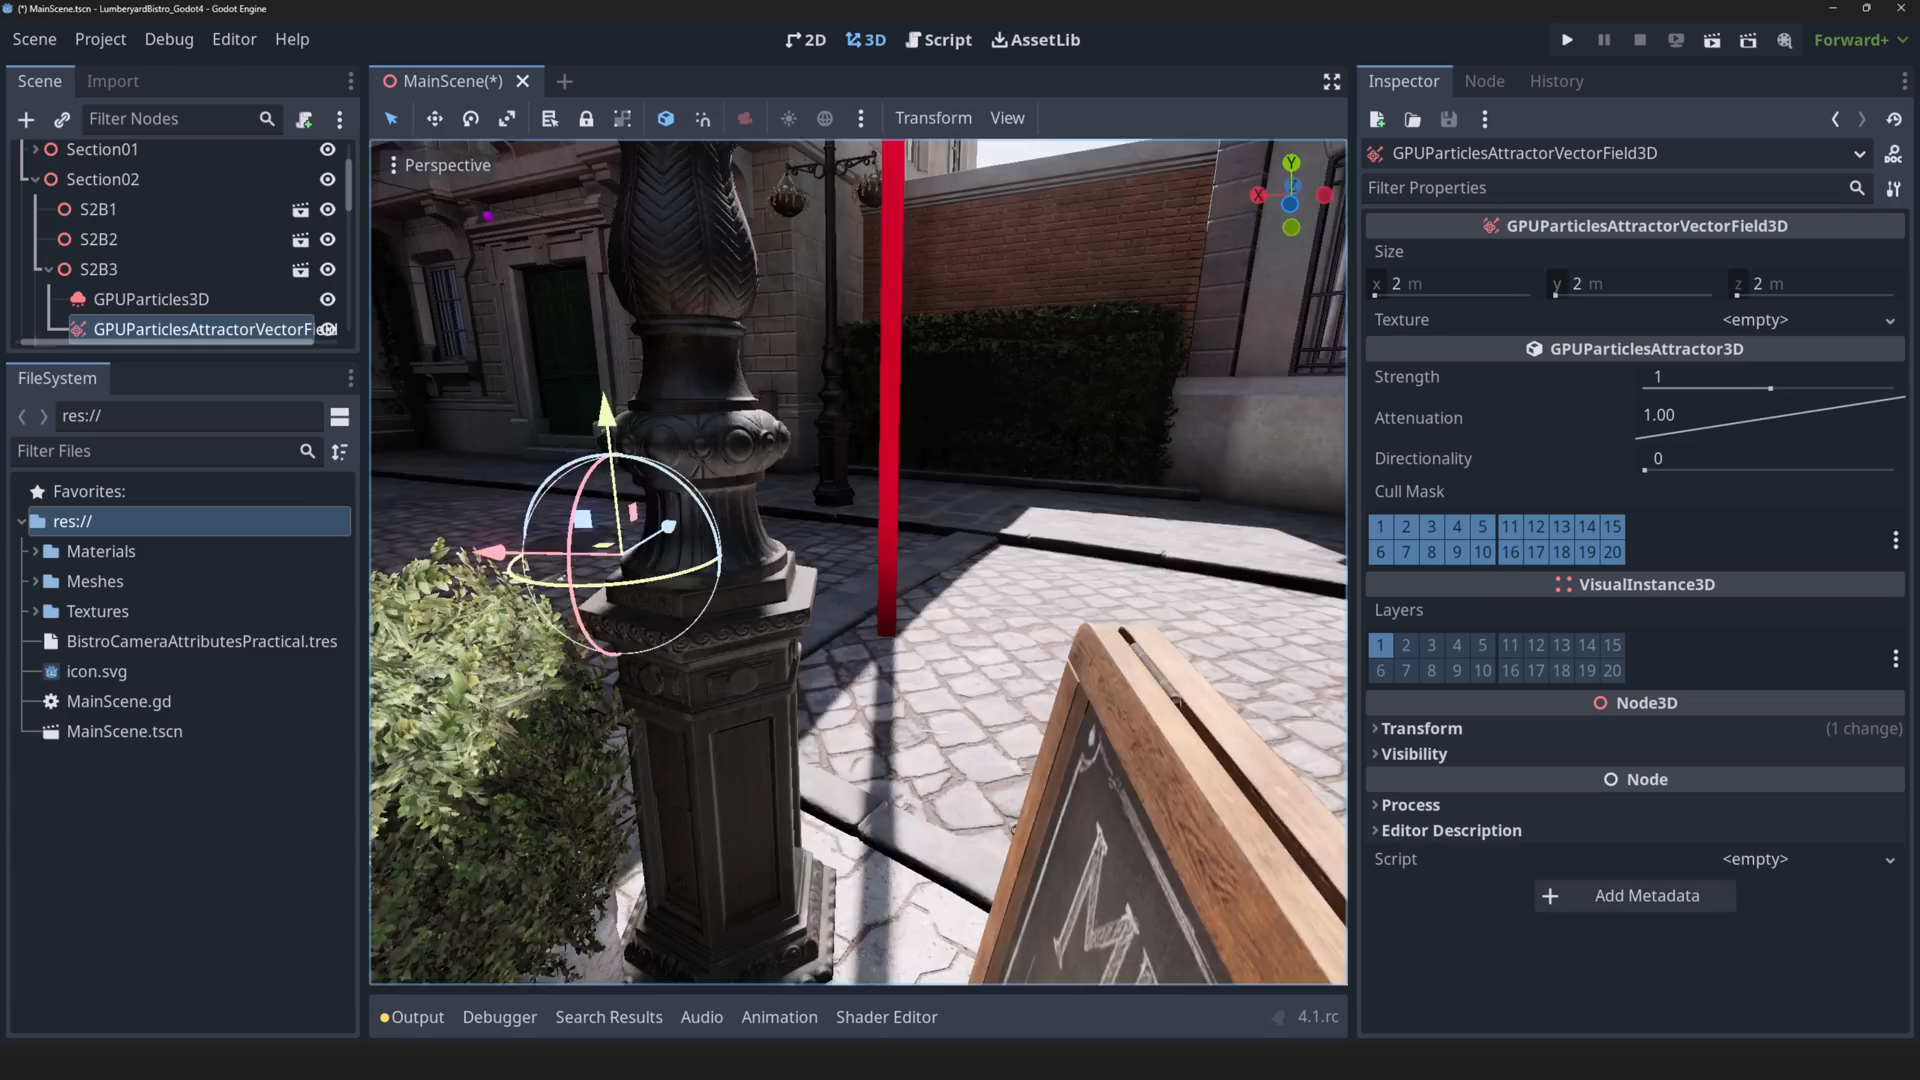 (*) MainScene.tscn - LumberyardBistro_Godot4 - Godot Engine
Scene Project Debug Editor Help
2D 3D Script AssetLib
Forward+
Scene Import
Filter Nodes
Section01
Section02
S2B1
S2B2
S2B3
GPUParticles3D
GPUParticlesAttractorVectorField
FileSystem
res://
Filter Files
Favorites:
res://
Materials
Meshes
Textures
BistroCameraAttributesPractical.tres
icon.svg
MainScene.gd
MainScene.tscn
MainScene(*)
Transform View
Perspective
Y
X
Z
Output Debugger Search Results Audio Animation Shader Editor
4.1.rc
Inspector Node History
GPUParticlesAttractorVectorField3D
DOC
Filter Properties
GPUParticlesAttractorVectorField3D
Size
x 2 m y 2 m z 2 m
Texture <empty>
GPUParticlesAttractor3D
Strength 1
Attenuation 1.00
Directionality 0
Cull Mask
1 2 3 4 5 11 12 13 14 15
6 7 8 9 10 16 17 18 19 20
VisualInstance3D
Layers
1 2 3 4 5 11 12 13 14 15
6 7 8 9 10 16 17 18 19 20
Node3D
Transform (1 change)
Visibility
Node
Process
Editor Description
Script <empty>
Add Metadata